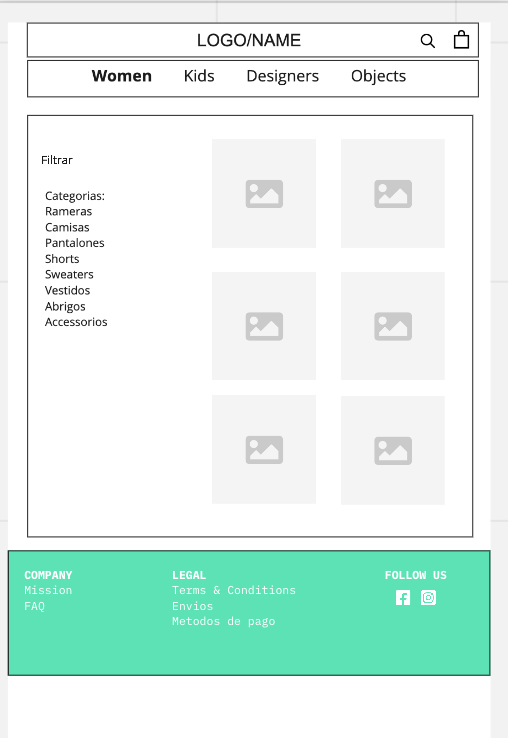 LOGO/NAME
Women Kids Designers Objects
Filtrar
Categorias:
Rameras
Camisas
Pantalones
Shorts
Sweaters
Vestidos
Abrigos
Accessorios
COMPANY
Mission
FAQ
LEGAL
Terms & Conditions
Envios
Metodos de pago
FOLLOW US